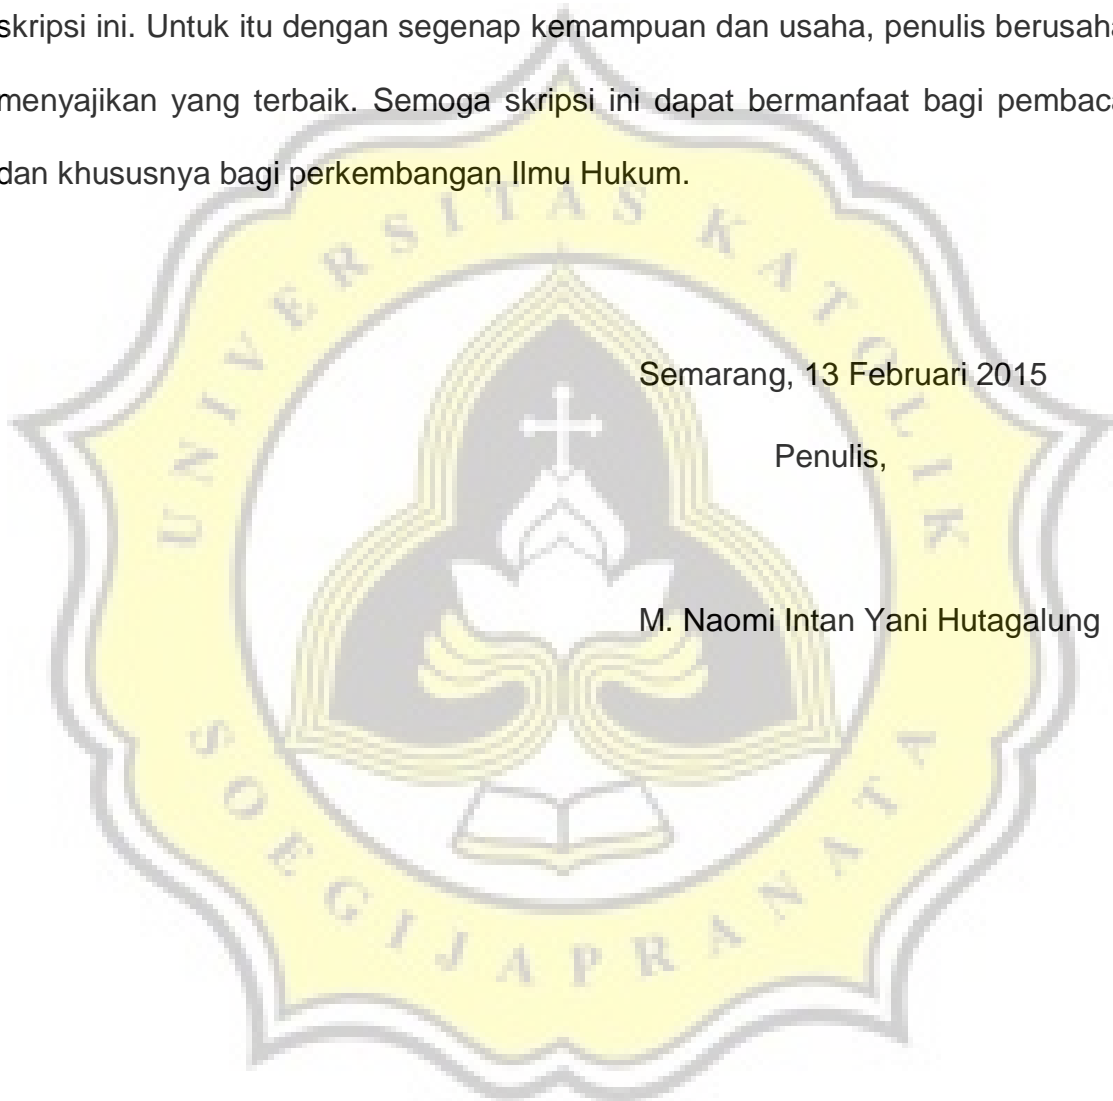 skripsi ini. Untuk itu dengan segenap kemampuan dan usaha, penulis berusaha
menyajikan yang terbaik. Semoga skripsi ini dapat bermanfaat bagi pembaca
dan khususnya bagi perkembangan Ilmu Hukum.
UNIVERSITAS KATOLIK
Semarang, 13 Februari 2015
Penulis,
M. Naomi Intan Yani Hutagalung
SOEGIJAPRANATA